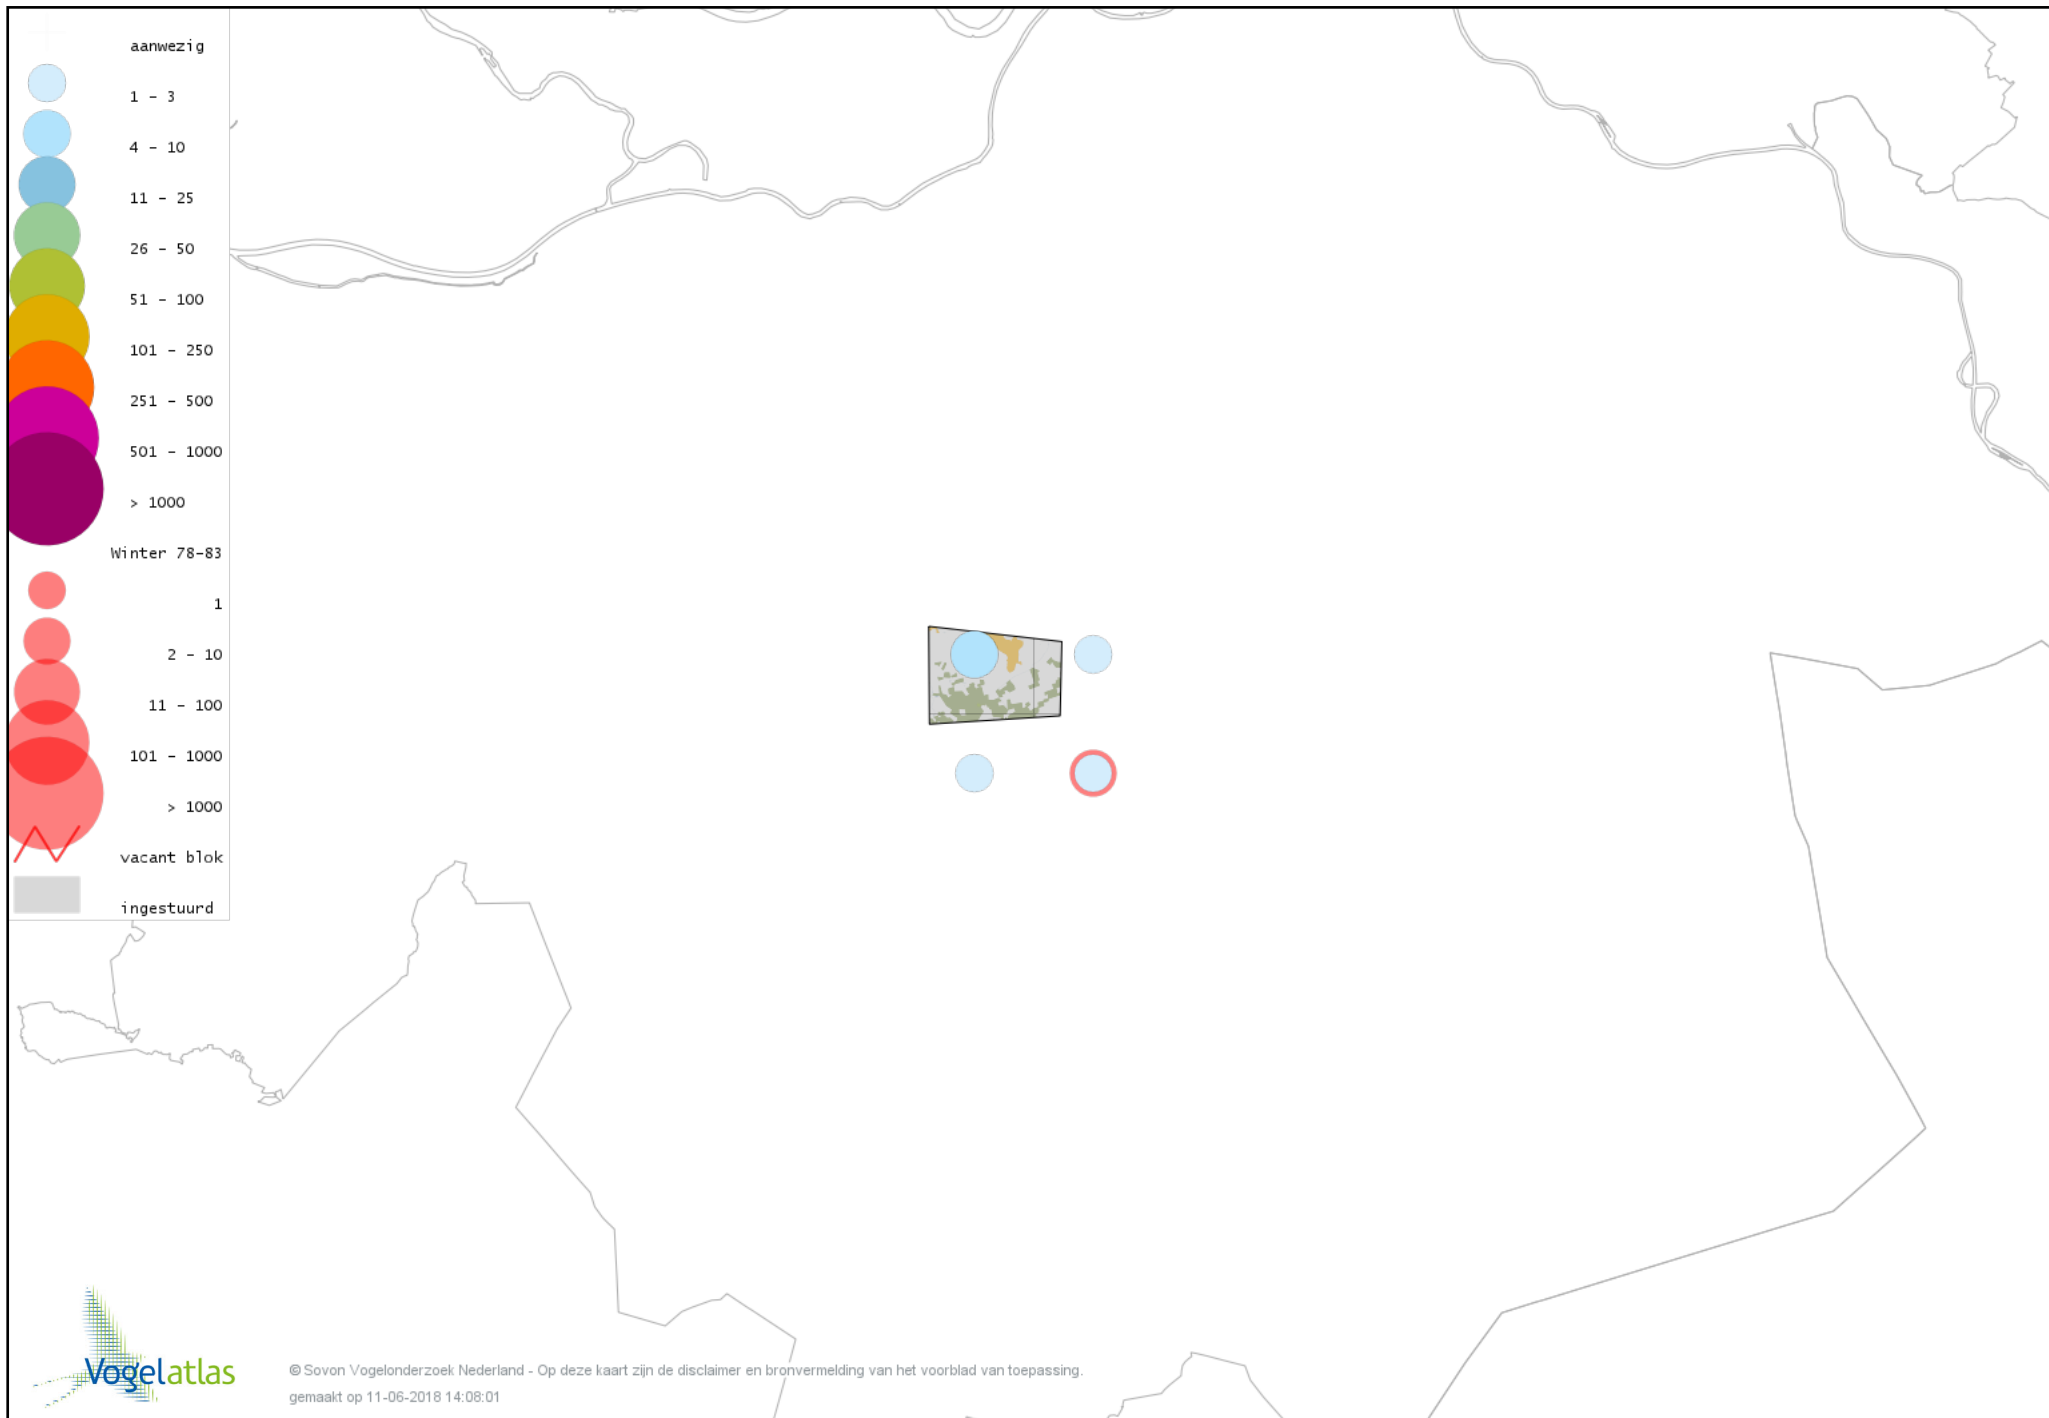 aanwezig
1 - 3
4 - 10
11 - 25
26 - 50
51 - 100
101 - 250
251 - 500
501 - 1000
> 1000
Winter 78-83
1
2 - 10
11 - 100
101 - 1000
> 1000
vacant blok
ingestuurd
Vogelatlas
© Sovon Vogelonderzoek Nederland - Op deze kaart zijn de disclaimer en bronvermelding van het voorblad van toepassing.
gemaakt op 11-06-2018 14:08:01